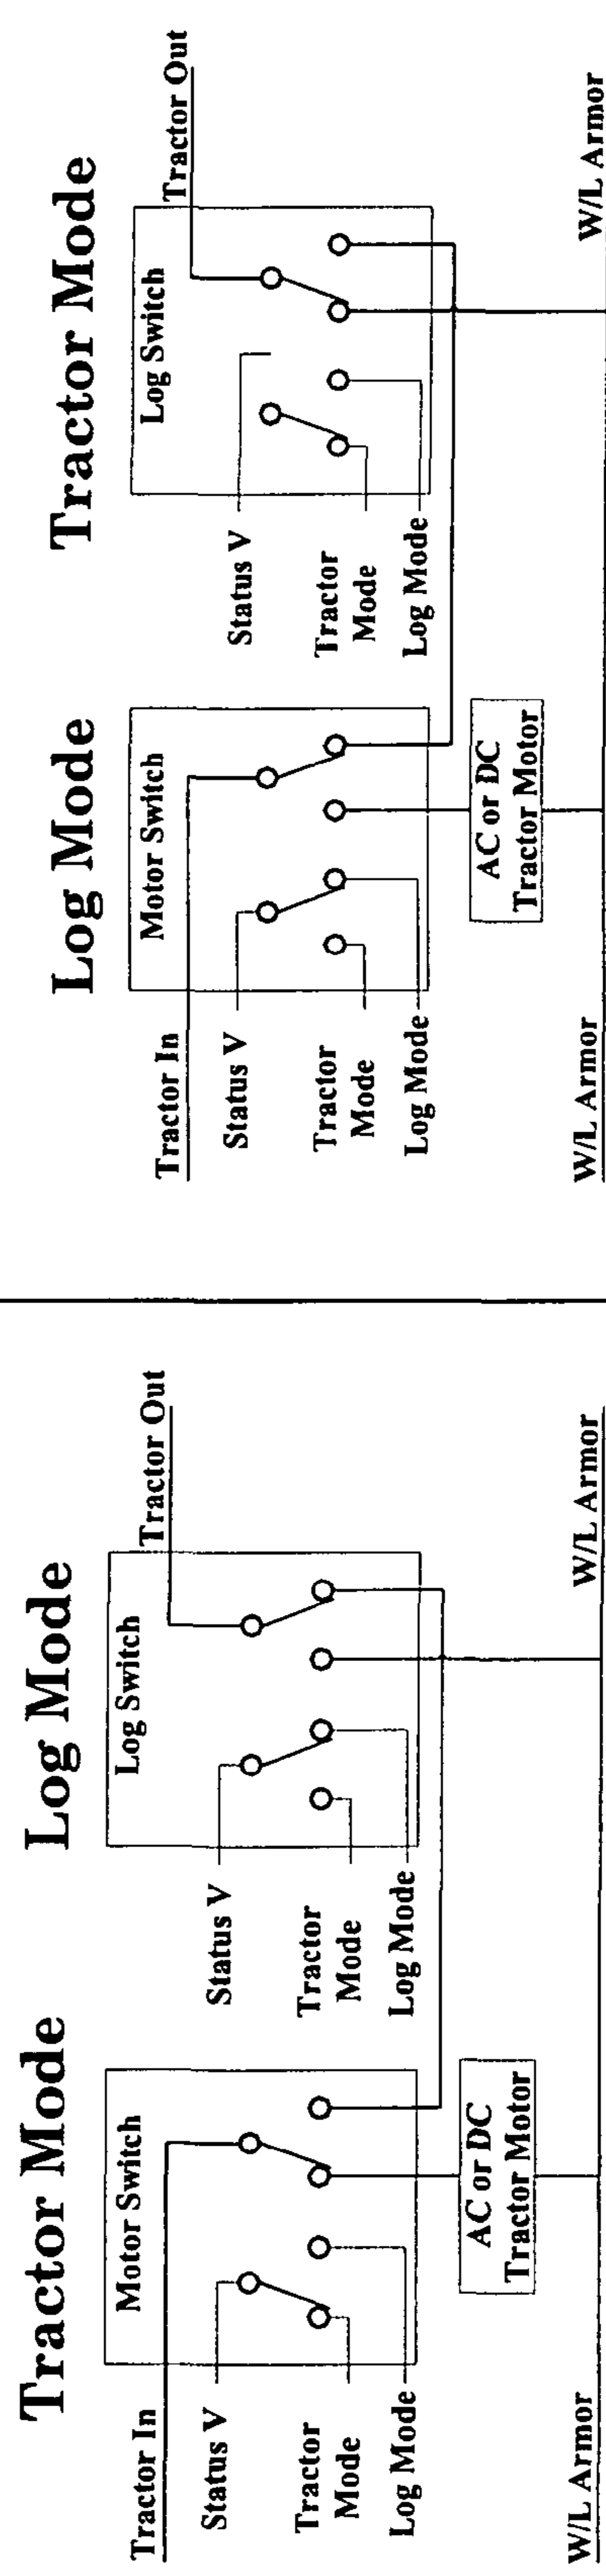 Tractor Mode
Log Mode
Motor Switch
Log Switch
Tractor In
Tractor Out
Status V
Tractor
Mode
Log Mode
Status V
Tractor
Mode
Log Mode
AC or DC
Tractor Motor
W/L Armor
W/L Armor
Log Mode
Tractor Mode
Motor Switch
Log Switch
Tractor In
Tractor Out
Status V
Tractor
Mode
Log Mode
Status V
Tractor
Mode
Log Mode
AC or DC
Tractor Motor
W/L Armor
W/L Armor